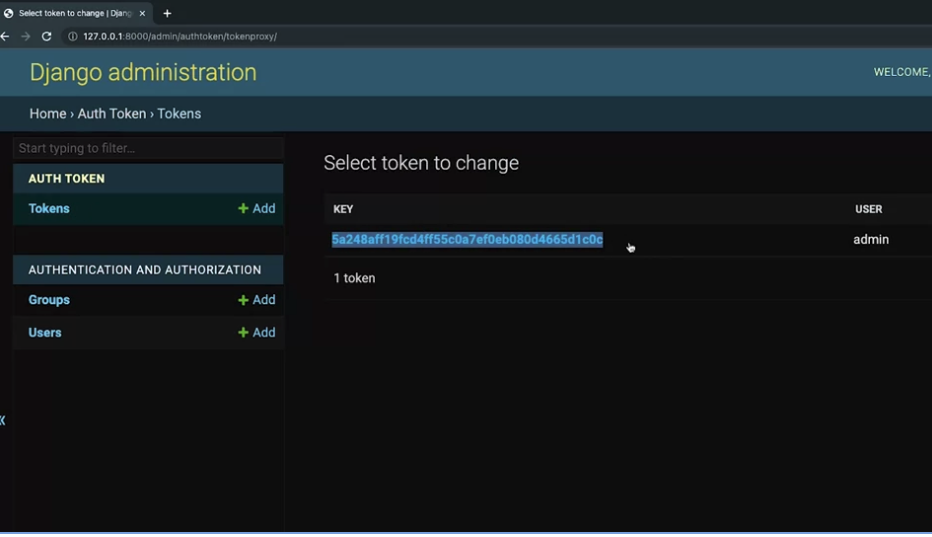 Select token to change | Djang
127.0.0.1:8000/admin/authtoken/tokenproxy/
Django administration
WELCOME,
Home › Auth Token › Tokens
Start typing to filter...
AUTH TOKEN
Tokens + Add
AUTHENTICATION AND AUTHORIZATION
Groups + Add
Users + Add
Select token to change
KEY USER
5a248aff19fcd4ff55c0a7ef0eb080d4665d1c0c admin
1 token